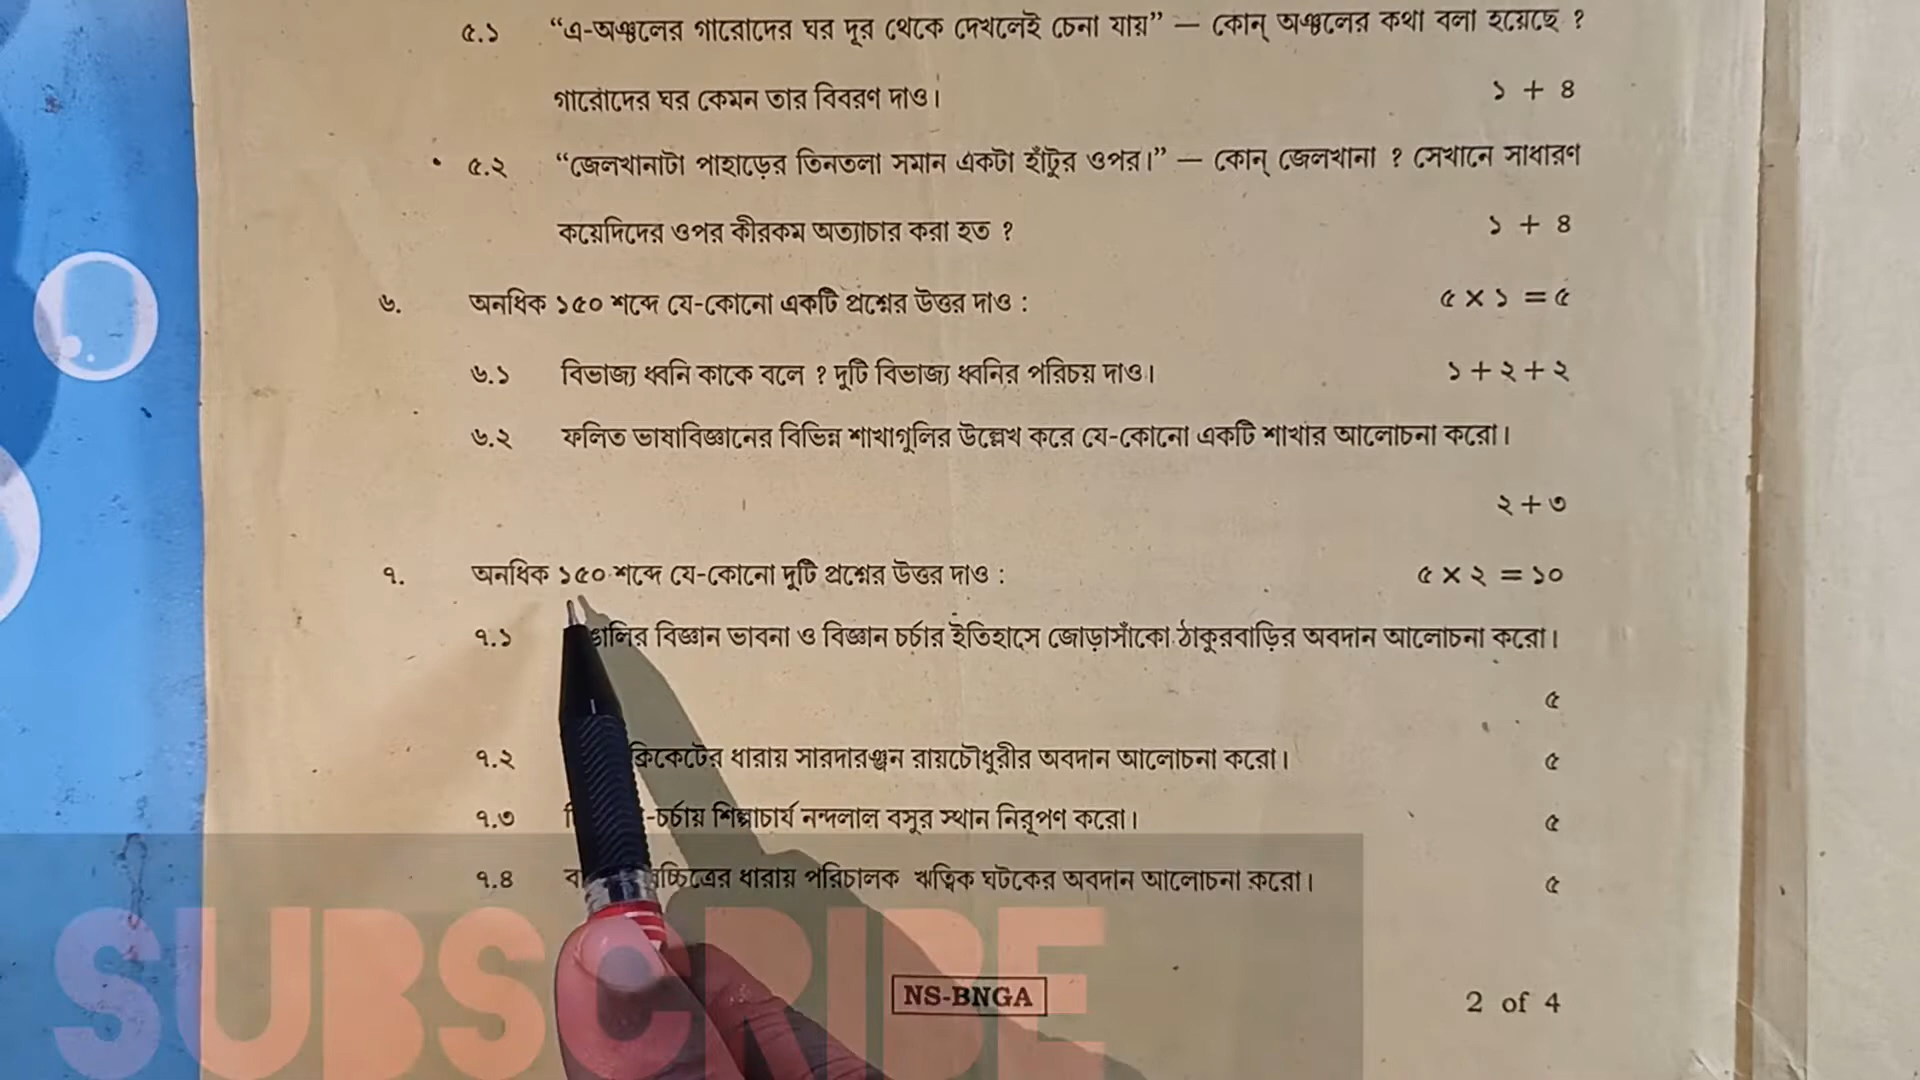 ৫.১ “এ-অঞ্চলের গারোদের ঘর দূর থেকে দেখলেই চেনা যায়” — কোন্ অঞ্চলের কথা বলা হয়েছে ?
গারোদের ঘর কেমন তার বিবরণ দাও। ১ + ৪
৫.২ “জেলখানাটা পাহাড়ের তিনতলা সমান একটা হাঁটুর ওপর।” — কোন্ জেলখানা ? সেখানে সাধারণ
কয়েদিদের ওপর কীরকম অত্যাচার করা হত ? ১ + ৪
৬. অনধিক ১৫০ শব্দে যে-কোনো একটি প্রশ্নের উত্তর দাও : ৫ × ১ = ৫
৬.১ বিভাজ্য ধ্বনি কাকে বলে ? দুটি বিভাজ্য ধ্বনির পরিচয় দাও। ১ + ২ + ২
৬.২ ফলিত ভাষাবিজ্ঞানের বিভিন্ন শাখাগুলির উল্লেখ করে যে-কোনো একটি শাখার আলোচনা করো।
২ + ৩
৭. অনধিক ১৫০ শব্দে যে-কোনো দুটি প্রশ্নের উত্তর দাও : ৫ × ২ = ১০
৭.১ বিজ্ঞান ভাবনা ও বিজ্ঞান চর্চার ইতিহাসে জোড়াসাঁকো ঠাকুরবাড়ির অবদান আলোচনা করো।
৫
৭.২ ক্রিকেটের ধারায় সারদারঞ্জন রায়চৌধুরীর অবদান আলোচনা করো। ৫
৭.৩ -চর্চায় শিল্পাচার্য নন্দলাল বসুর স্থান নিরূপণ করো। ৫
৭.৪ ধারায় পরিচালক ঋত্বিক ঘটকের অবদান আলোচনা করো। ৫
SUBSCRIBE
NS-BNGA 2 of 4